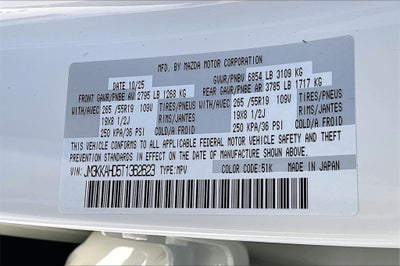 MFD. BY MAZDA MOTOR CORPORATION
DATE 10/25 GVWR/PNBV 6854 LB 3109 KG
FRONT GAWR/PNBE AV 2795 LB 1268 KG REAR GAWR/PNBE AR 3785 LB 1717 KG
WITH/AVEC 265 /55R19 109V TIRES/PNEUS WITH/AVEC 265 /55R19 109V TIRES/PNEUS
19X8 1/2J RIMS/JANTES 19X8 1/2J RIMS/JANTES
250 KPA/36 PSI COLD/A FROID 250 KPA/36 PSI COLD/A FROID
THIS VEHICLE CONFORMS TO ALL APPLICABLE FEDERAL MOTOR VEHICLE SAFETY AND THEFT
PREVENTION STANDARDS IN EFFECT ON THE DATE OF MANUFACTURE SHOWN ABOVE.
VIN: JM3KKAHD5T1362623 TYPE:MPV COLOR CODE:51K MADE IN JAPAN